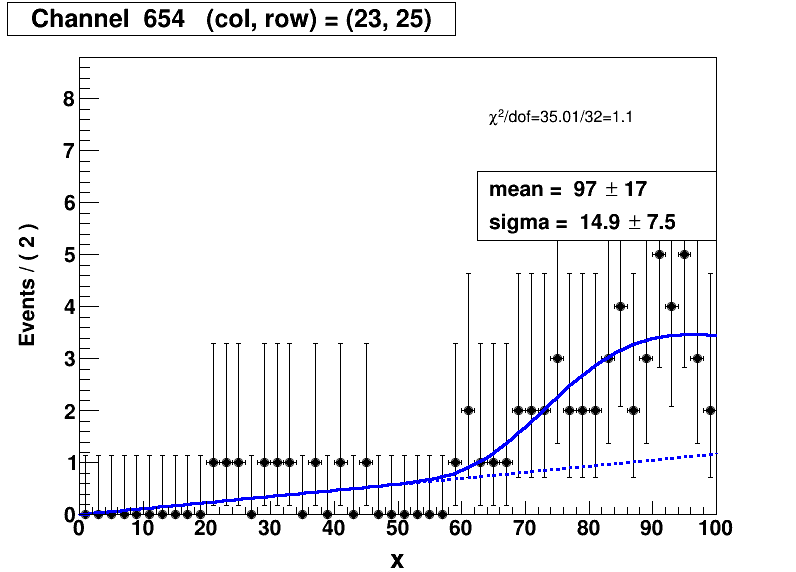 Channel 654 (col, row) = (23, 25)
χ²/dof=35.01/32=1.1
mean = 97 ± 17
sigma = 14.9 ± 7.5
Events / ( 2 )
8
7
6
5
4
3
2
1
0
0 10 20 30 40 50 60 70 80 90 100
x